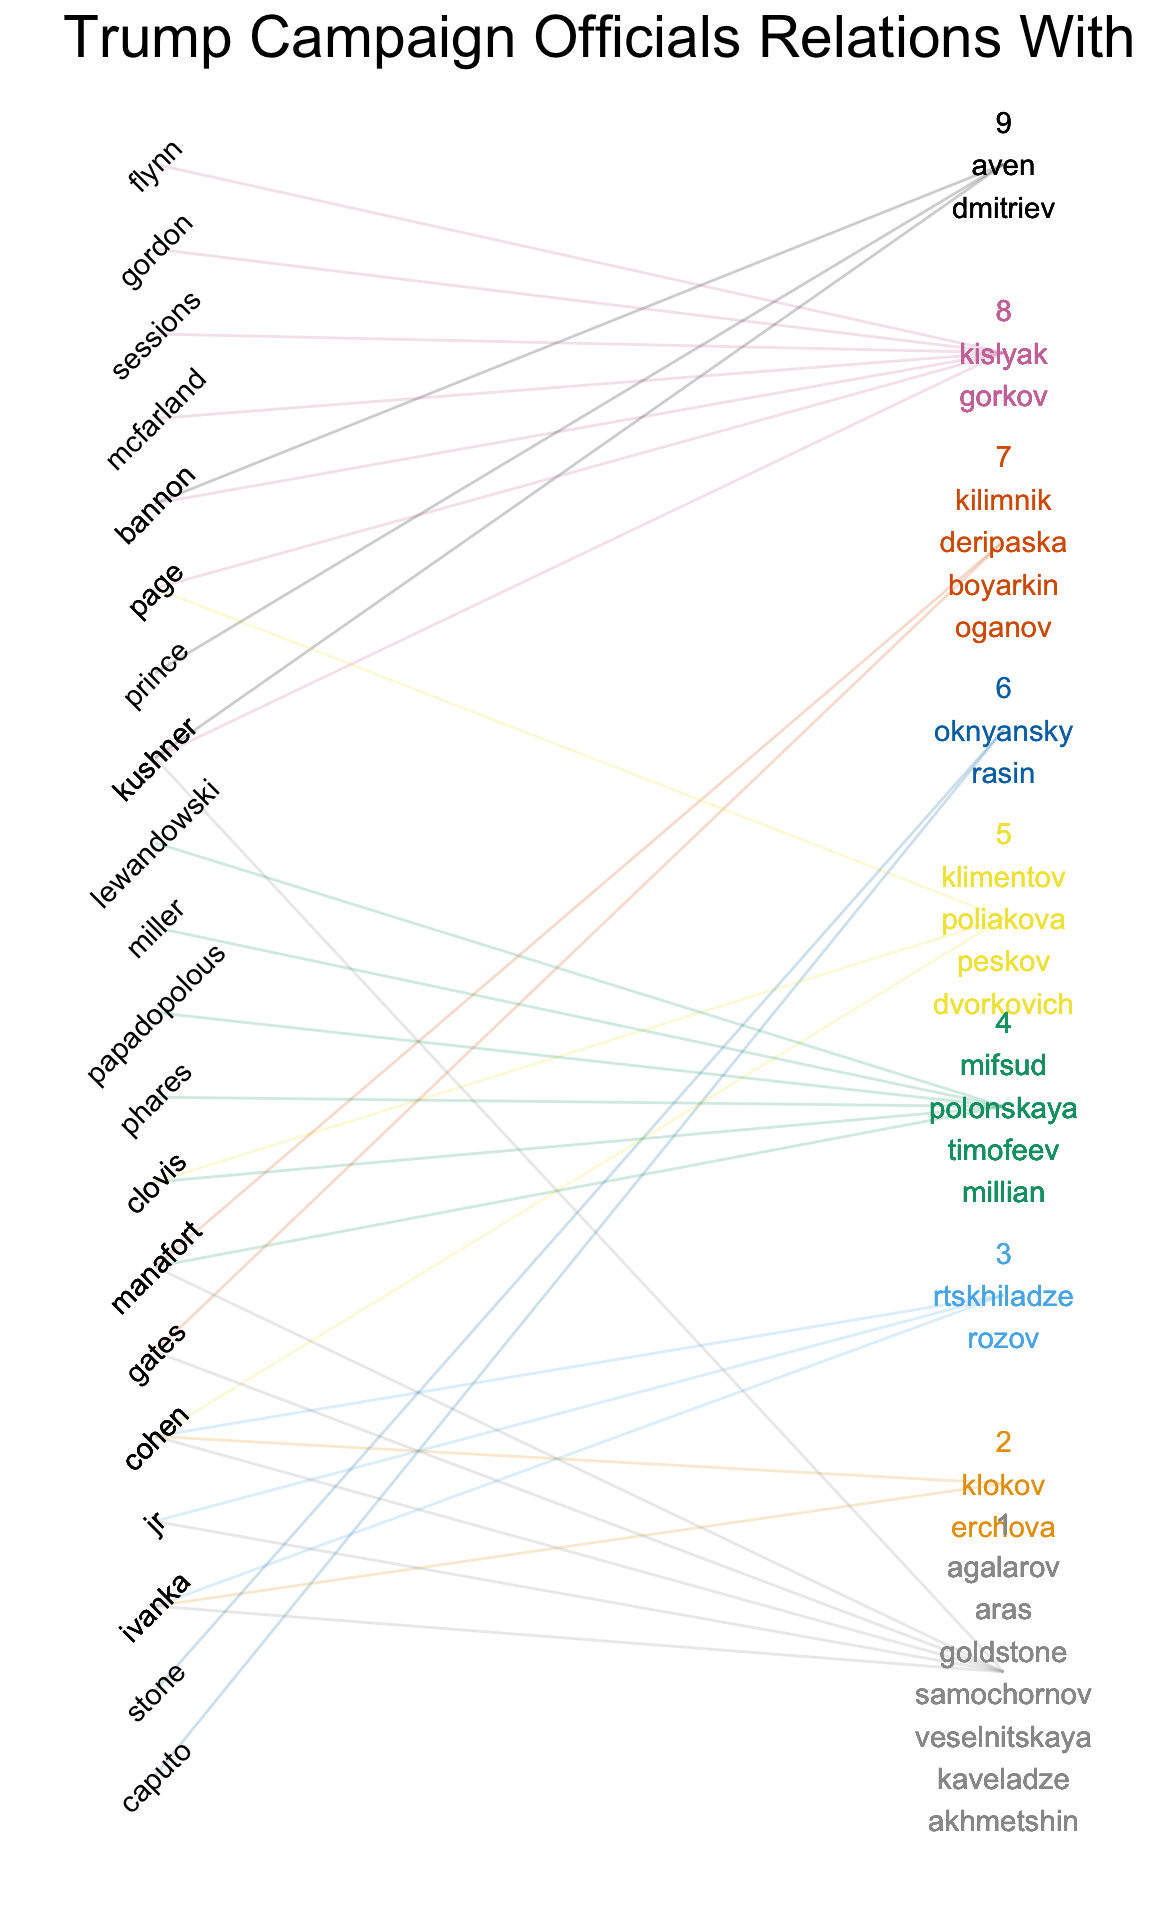 Trump Campaign Officials Relations With
flynn
gordon
sessions
mcfarland
bannon
page
prince
kushner
lewandowski
miller
papadopolous
phares
clovis
manafort
gates
cohen
jr
ivanka
stone
caputo
9
aven
dmitriev
8
kislyak
gorkov
7
kilimnik
deripaska
boyarkin
oganov
6
oknyansky
rasin
5
klimentov
poliakova
peskov
dvorkovich
4
mifsud
polonskaya
timofeev
millian
3
rtskhiladze
rozov
2
klokov
erchova
1
agalarov
aras
goldstone
samochornov
veselnitskaya
kaveladze
akhmetshin